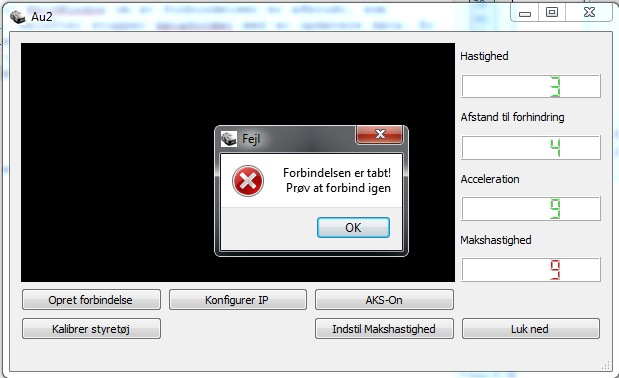 Au2
Hastighed
3
Afstand til forhindring
4
Acceleration
9
Makshastighed
9
Fejl
Forbindelsen er tabt!
Prøv at forbind igen
OK
Opret forbindelse
Konfigurer IP
AKS-On
Kalibrer styretøj
Indstil Makshastighed
Luk ned